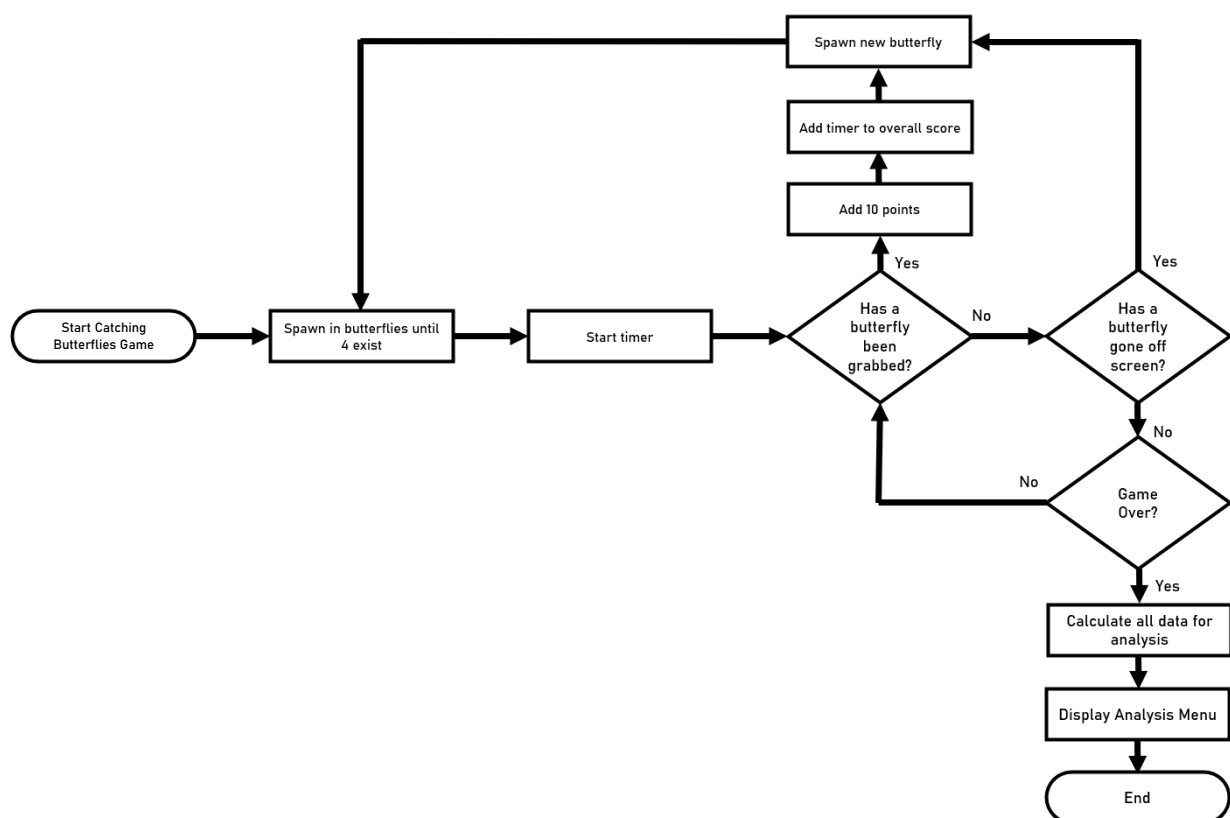 Spawn new butterfly
Add timer to overall score
Add 10 points
Yes
Yes
Start Catching
Butterflies Game
Spawn in butterflies until
4 exist
Start timer
Has a
butterfly
been
grabbed?
No
Has a
butterfly
gone off
screen?
No
No
Game
Over?
Yes
Calculate all data for
analysis
Display Analysis Menu
End